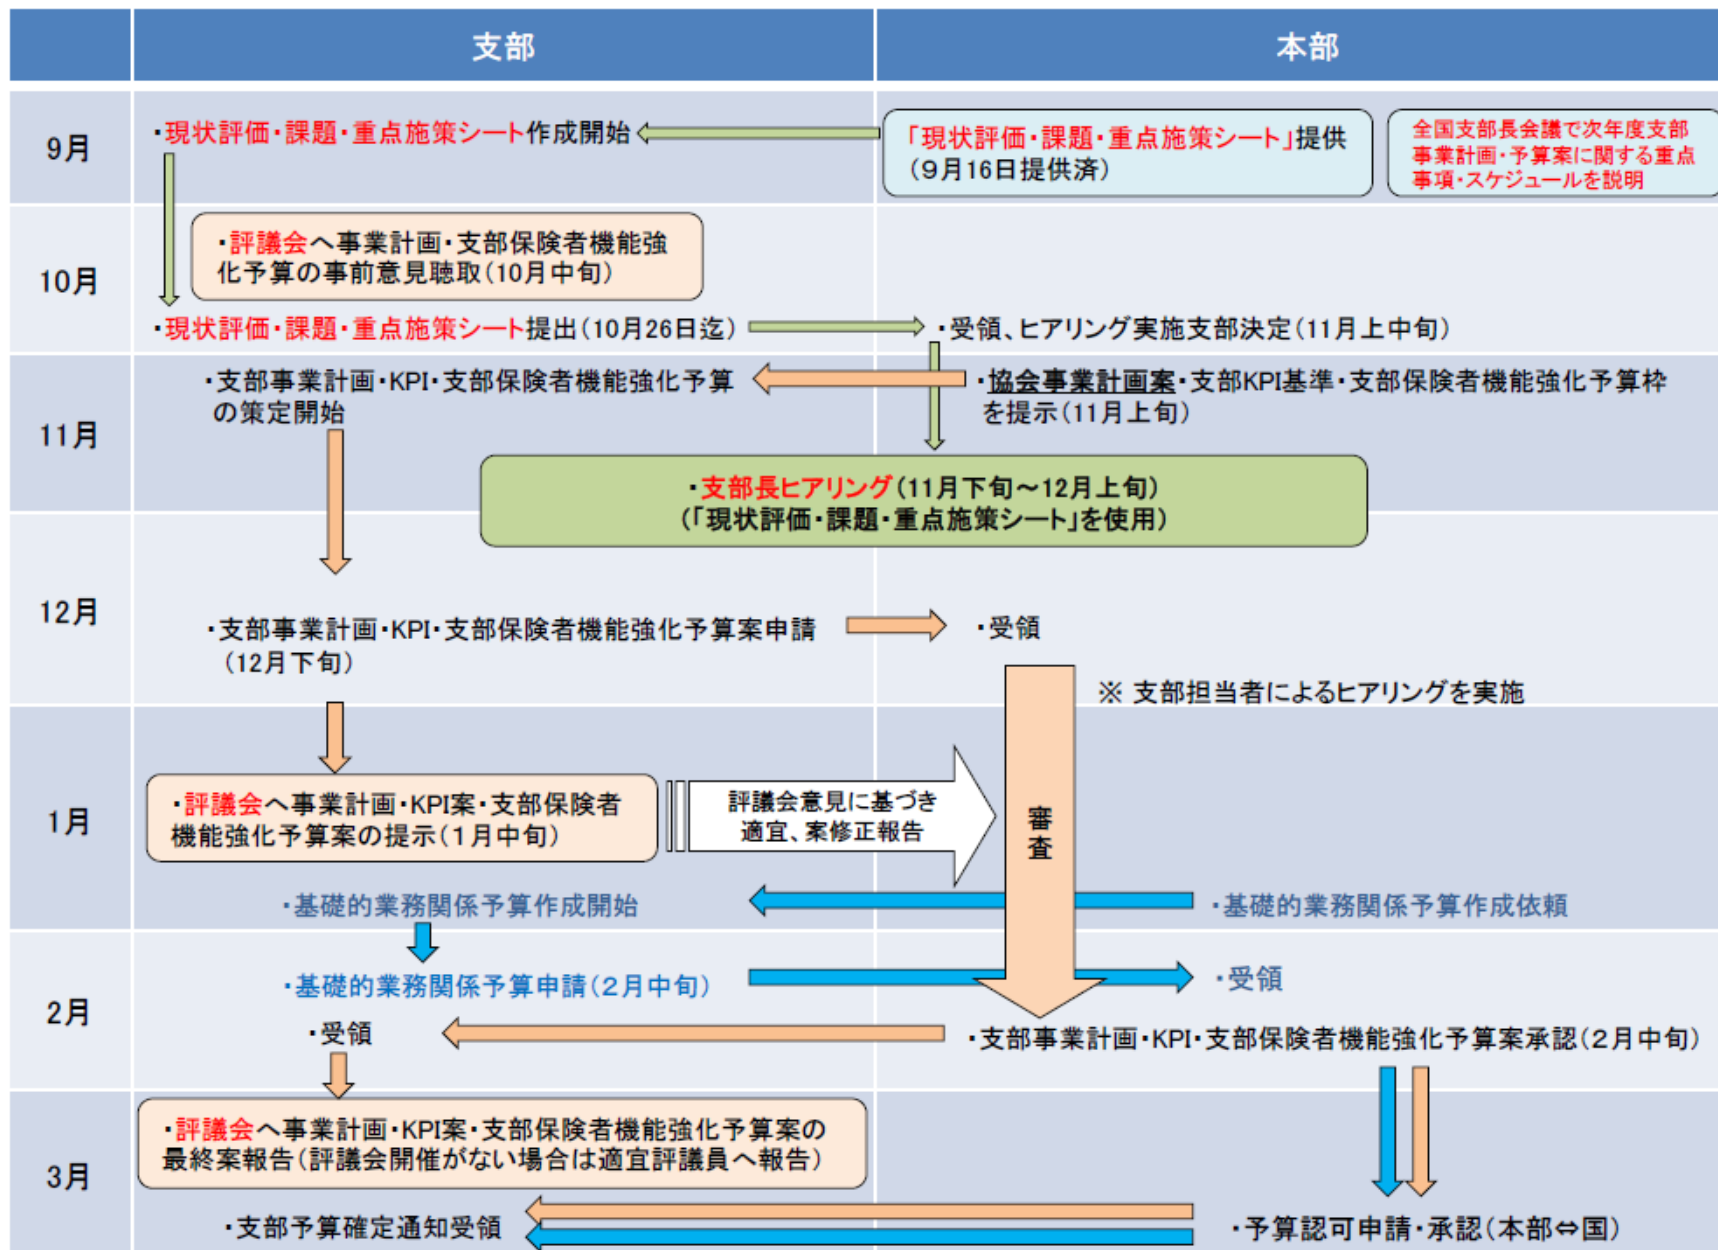 支部
本部
9月
・現状評価・課題・重点施策シート作成開始
「現状評価・課題・重点施策シート」提供
（9月16日提供済）
全国支部長会議で次年度支部
事業計画・予算案に関する重点
事項・スケジュールを説明
10月
・評議会へ事業計画・支部保険者機能強
化予算の事前意見聴取（10月中旬）
・現状評価・課題・重点施策シート提出（10月26日迄）
・受領、ヒアリング実施支部決定（11月上中旬）
11月
・支部事業計画・KPI・支部保険者機能強化予算
の策定開始
・協会事業計画案・支部KPI基準・支部保険者機能強化予算枠
を提示（11月上旬）
・支部長ヒアリング（11月下旬～12月上旬）
（「現状評価・課題・重点施策シート」を使用）
12月
・支部事業計画・KPI・支部保険者機能強化予算案申請
（12月下旬）
・受領
※ 支部担当者によるヒアリングを実施
1月
・評議会へ事業計画・KPI案・支部保険者
機能強化予算案の提示（1月中旬）
評議会意見に基づき
適宜、案修正報告
審査
・基礎的業務関係予算作成開始
・基礎的業務関係予算作成依頼
2月
・基礎的業務関係予算申請（2月中旬）
・受領
・受領
・支部事業計画・KPI・支部保険者機能強化予算案承認（2月中旬）
3月
・評議会へ事業計画・KPI案・支部保険者機能強化予算案の
最終案報告（評議会開催がない場合は適宜評議員へ報告）
・支部予算確定通知受領
・予算認可申請・承認（本部⇔国）